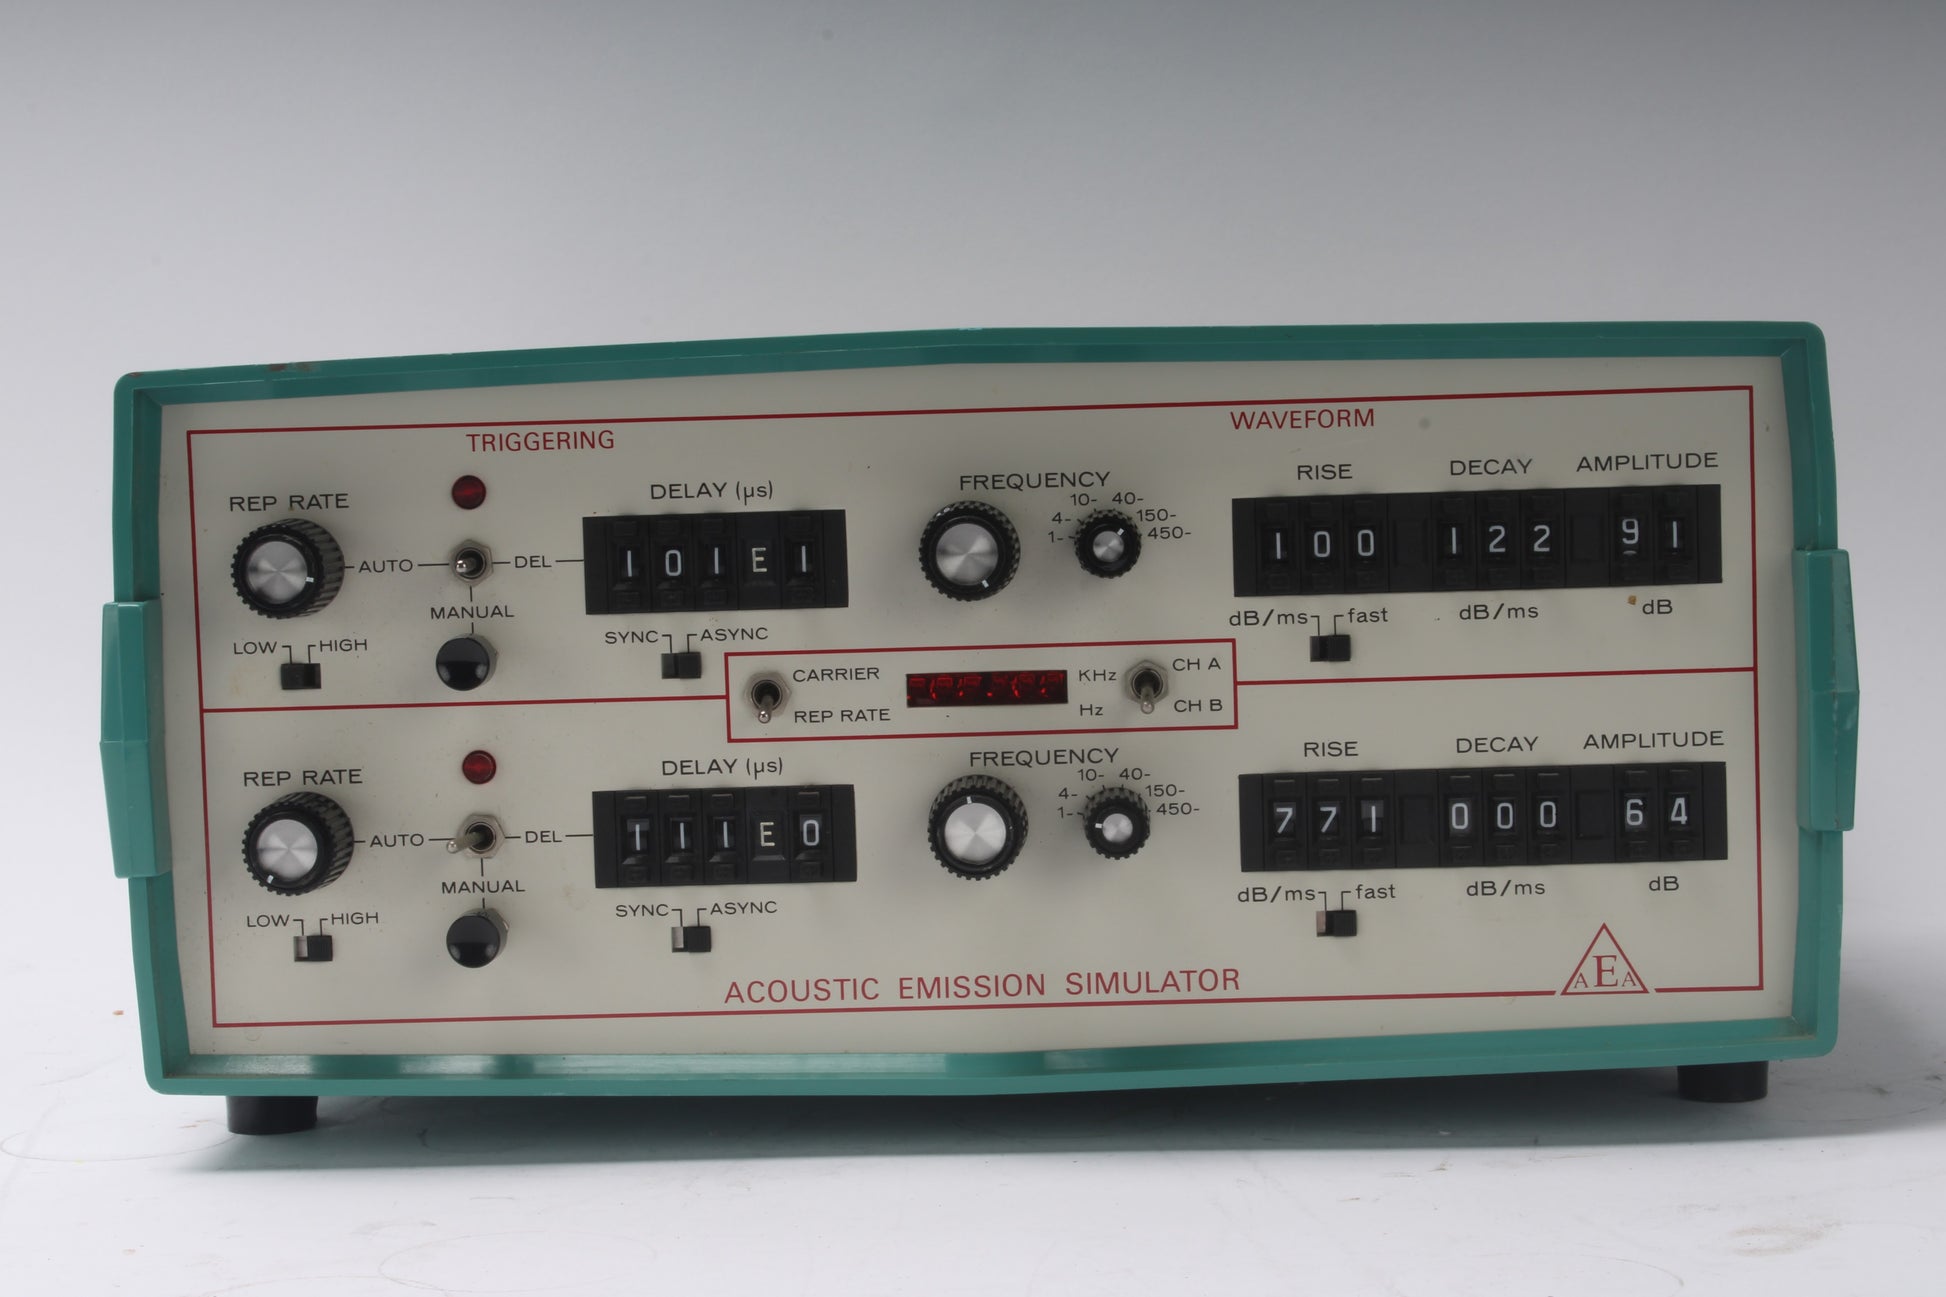 TRIGGERING
WAVEFORM
REP RATE
DELAY (µs)
FREQUENCY
RISE
DECAY
AMPLITUDE
10- 40-
4- 150-
1- 450-
AUTO
DEL
1 0 1 E 1
1 0 0 1 2 2 9 1
MANUAL
dB/ms
fast
dB/ms
dB
LOW
HIGH
SYNC
ASYNC
CARRIER
KHz
CH A
REP RATE
Hz
CH B
REP RATE
DELAY (µs)
FREQUENCY
RISE
DECAY
AMPLITUDE
10- 40-
4- 150-
1- 450-
AUTO
DEL
1 1 1 E 0
7 7 1 0 0 0 6 4
MANUAL
dB/ms
fast
dB/ms
dB
LOW
HIGH
SYNC
ASYNC
ACOUSTIC EMISSION SIMULATOR
AEA